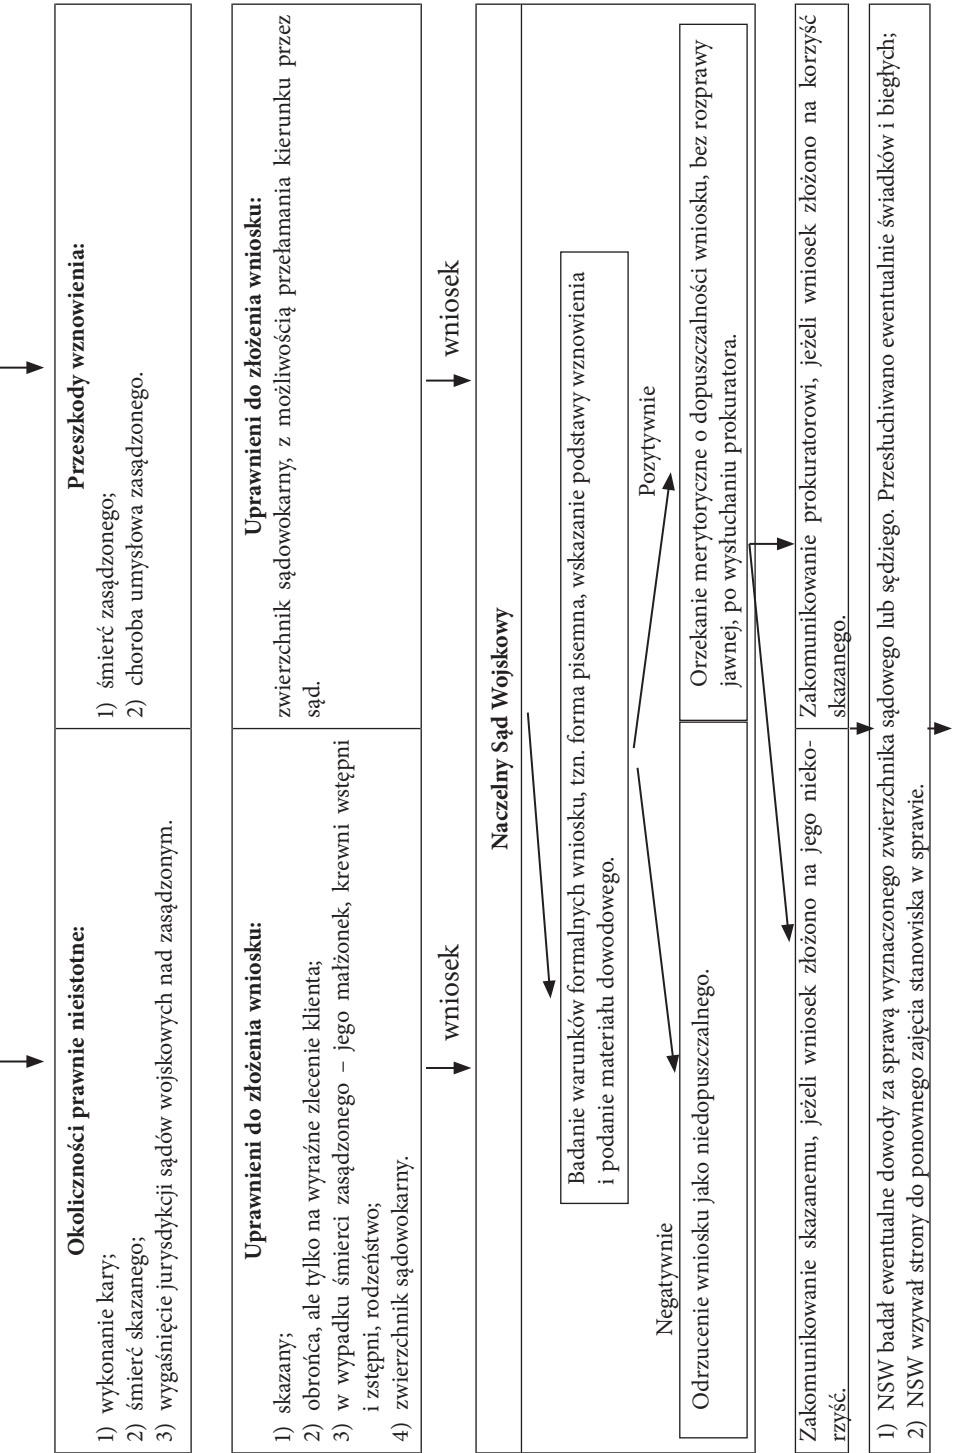 Okoliczności prawnie nieistotne:
1) wykonanie kary;
2) śmierć skazanego;
3) wygaśnięcie jurysdykcji sądów wojskowych nad zasądzonym.
Przeszkody wznowienia:
1) śmierć zasądzonego;
2) choroba umysłowa zasądzonego.
Uprawnieni do złożenia wniosku:
1) skazany;
2) obrońca, ale tylko na wyraźne zlecenie klienta;
3) w wypadku śmierci zasądzonego – jego małżonek, krewni wstępni
i zstępni, rodzeństwo;
4) zwierzchnik sądowokarny.
Uprawnieni do złożenia wniosku:
zwierzchnik sądowokarny, z możliwością przełamania kierunku przez
sąd.
wniosek
wniosek
Naczelny Sąd Wojskowy
Badanie warunków formalnych wniosku, tzn. forma pisemna, wskazanie podstawy wznowienia
i podanie materiału dowodowego.
Negatywnie
Pozytywnie
Odrzucenie wniosku jako niedopuszczalnego.
Orzekanie merytoryczne o dopuszczalności wniosku, bez rozprawy
jawnej, po wysłuchaniu prokuratora.
Zakomunikowanie skazanemu, jeżeli wniosek złożono na jego nieko-
rzyść.
Zakomunikowanie prokuratorowi, jeżeli wniosek złożono na korzyść
skazanego.
1) NSW badał ewentualne dowody za sprawą wyznaczonego zwierzchnika sądowego lub sędziego. Przesłuchiwano ewentualnie świadków i biegłych;
2) NSW wzywał strony do ponownego zajęcia stanowiska w sprawie.